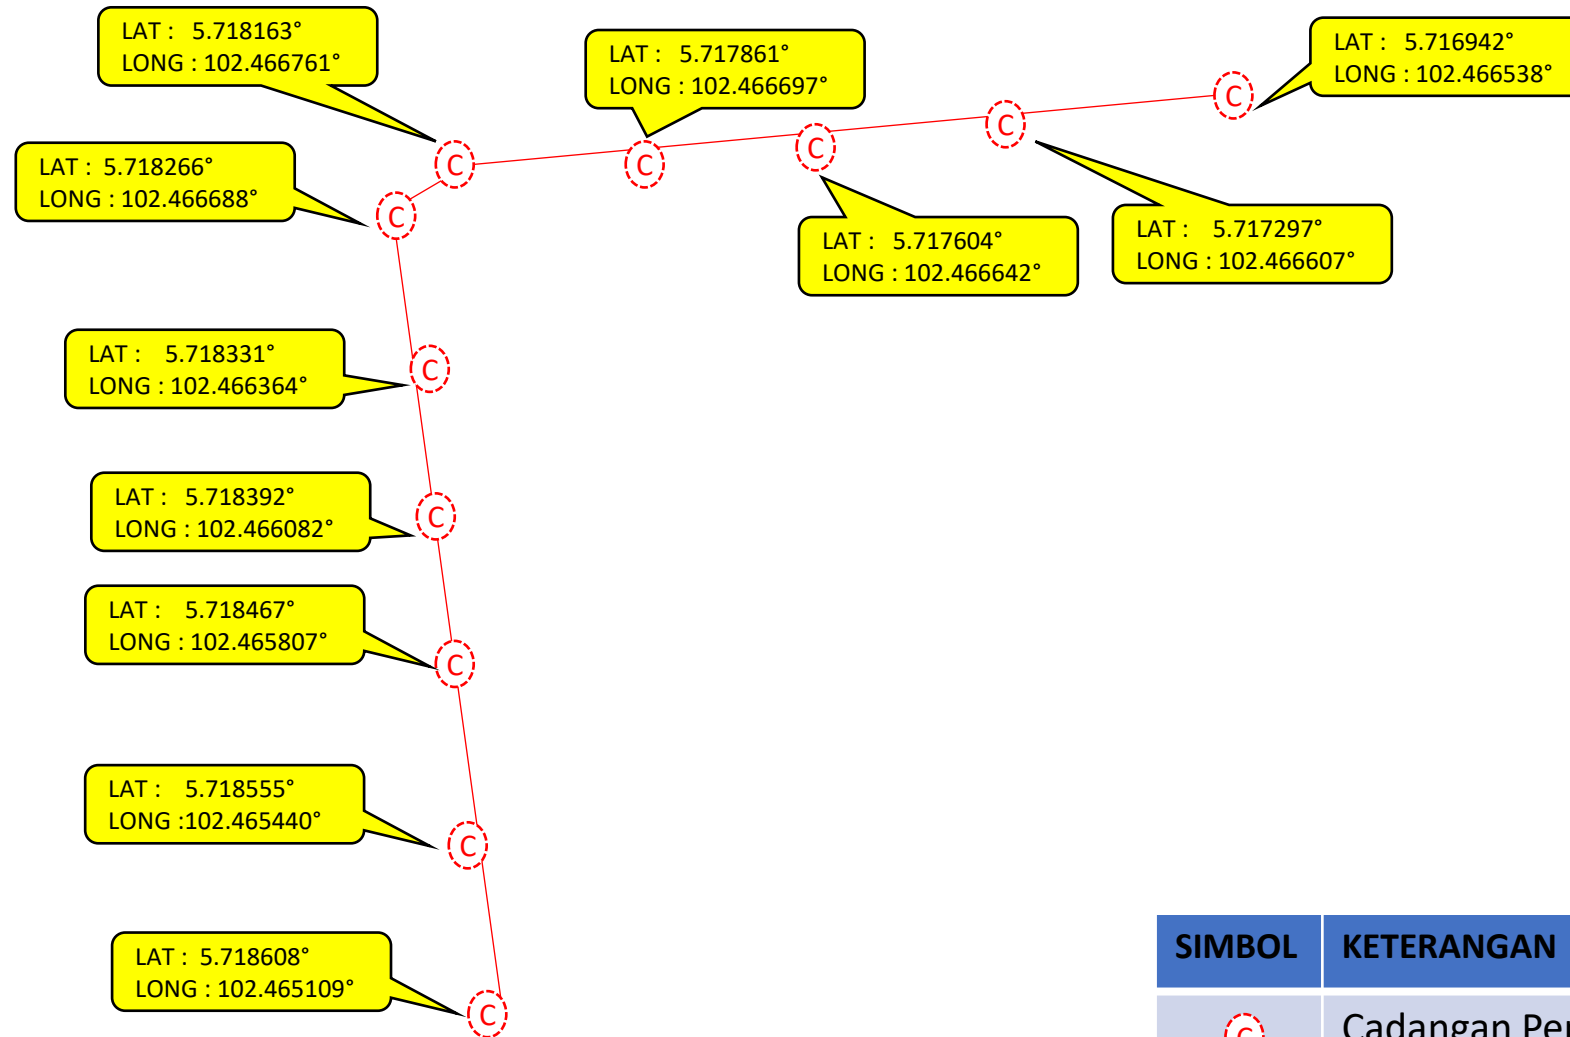 LAT : 5.718163°
LONG : 102.466761°
LAT : 5.717861°
LONG : 102.466697°
LAT : 5.716942°
LONG : 102.466538°
C
C
C
C
C
LAT : 5.718266°
LONG : 102.466688°
C
LAT : 5.717604°
LONG : 102.466642°
LAT : 5.717297°
LONG : 102.466607°
LAT : 5.718331°
LONG : 102.466364°
C
LAT : 5.718392°
LONG : 102.466082°
C
LAT : 5.718467°
LONG : 102.465807°
C
LAT : 5.718555°
LONG :102.465440°
C
LAT : 5.718608°
LONG : 102.465109°
C
SIMBOL KETERANGAN
C Cadangan